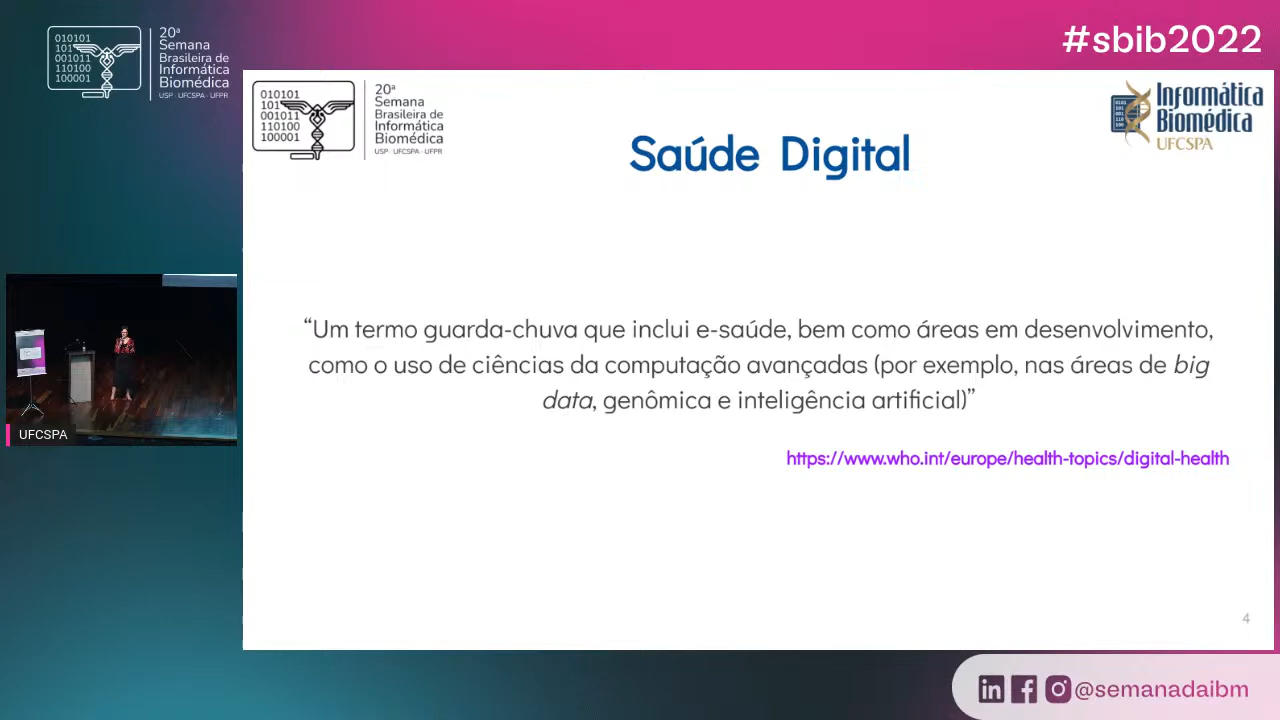 010101
101
001011
110100
100001
20ª
Semana
Brasileira de
Informática
Biomédica
USP · UFCSPA · UFPR
#sbib2022
010101
101
001011
110100
100001
20ª
Semana
Brasileira de
Informática
Biomédica
USP · UFCSPA · UFPR
Informática
Biomédica
UFCSPA
Saúde Digital
“Um termo guarda-chuva que inclui e-saúde, bem como áreas em desenvolvimento,
como o uso de ciências da computação avançadas (por exemplo, nas áreas de big
data, genômica e inteligência artificial)”
https://www.who.int/europe/health-topics/digital-health
UFCSPA
4
@semanadaibm